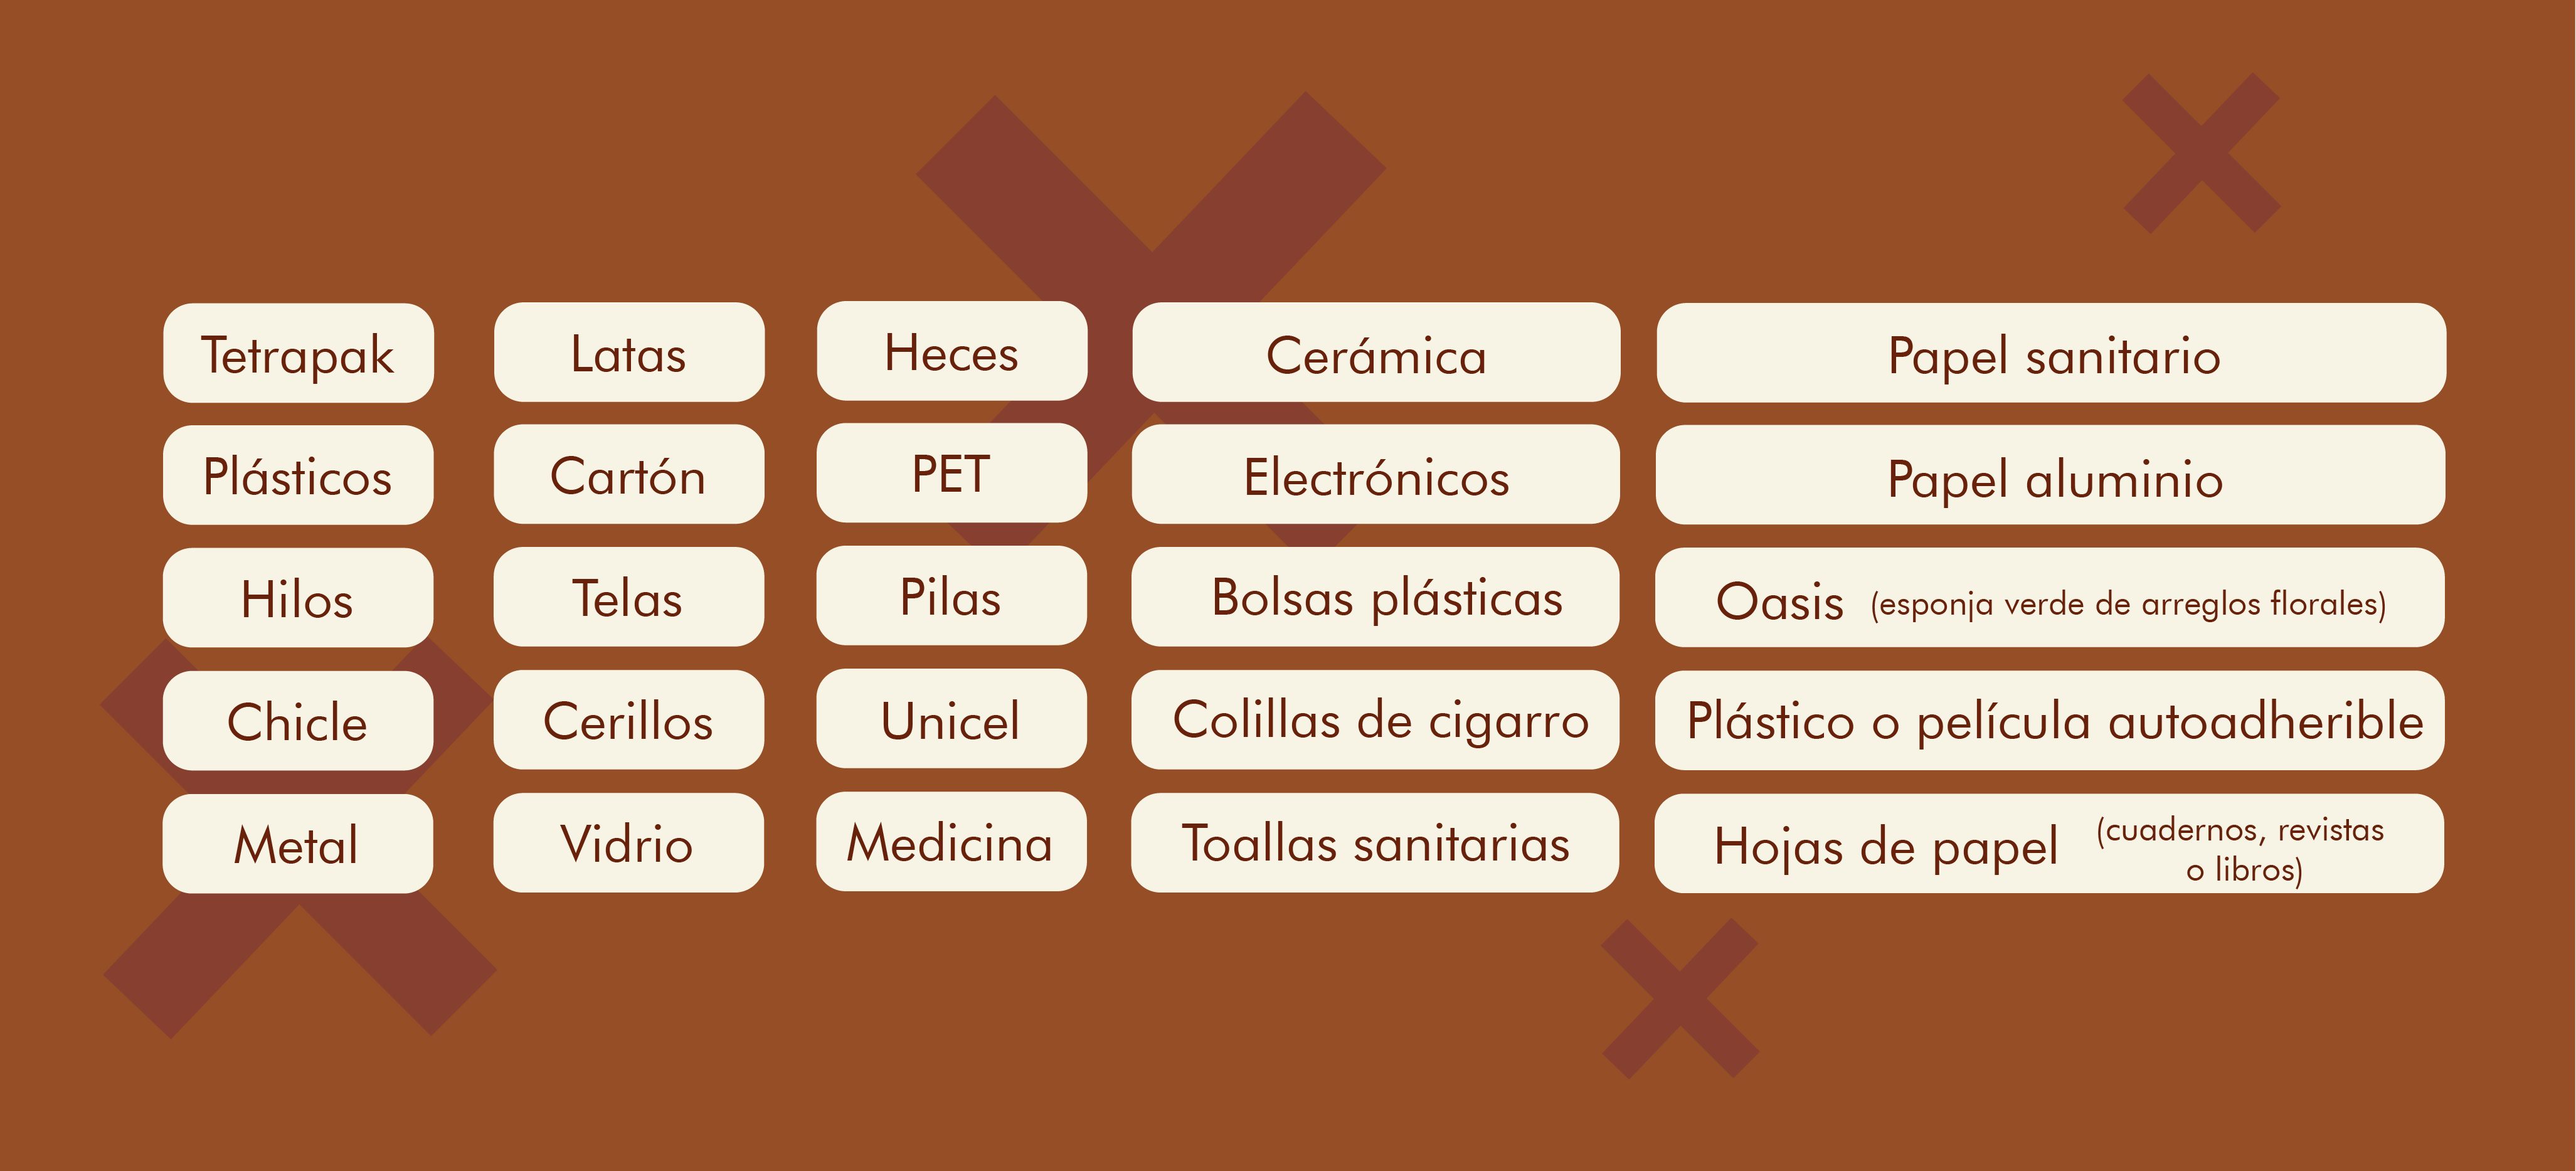 Tetrapak
Latas
Heces
Cerámica
Papel sanitario
Plásticos
Cartón
PET
Electrónicos
Papel aluminio
Hilos
Telas
Pilas
Bolsas plásticas
Oasis (esponja verde de arreglos florales)
Chicle
Cerillos
Unicel
Colillas de cigarro
Plástico o película autoadherible
Metal
Vidrio
Medicina
Toallas sanitarias
Hojas de papel (cuadernos, revistas
o libros)